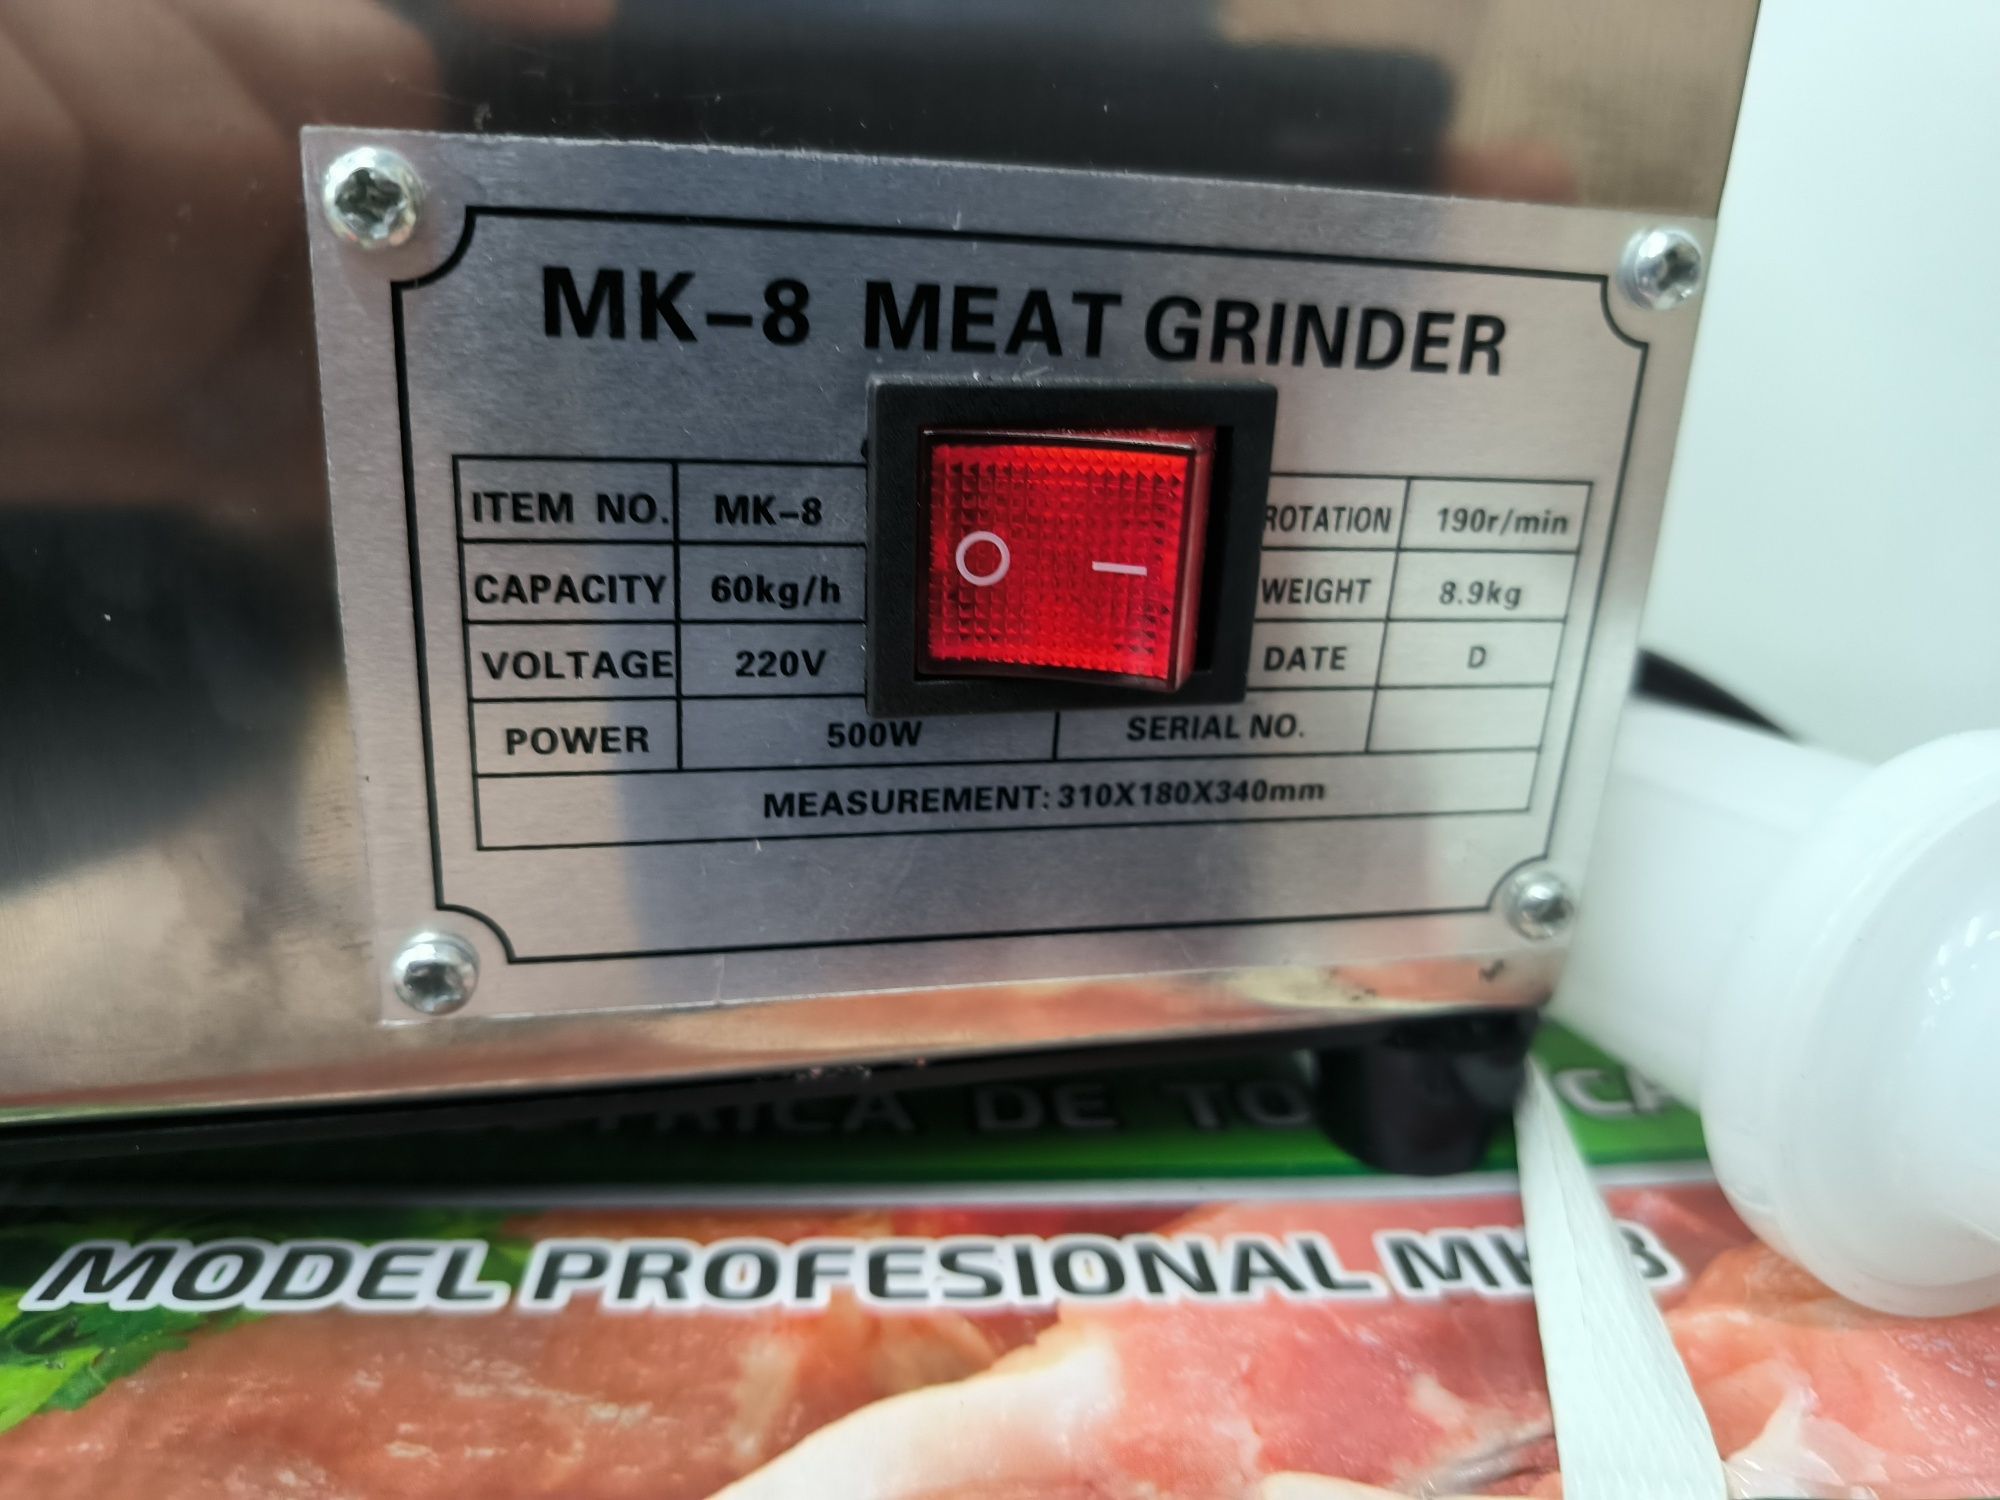 MK-8 MEAT GRINDER
ITEM NO. MK-8 ROTATION 190r/min
CAPACITY 60kg/h WEIGHT 8.9kg
VOLTAGE 220V DATE D
POWER 500W SERIAL NO.
MEASUREMENT: 310X180X340mm
DE
MODEL PROFESIONAL